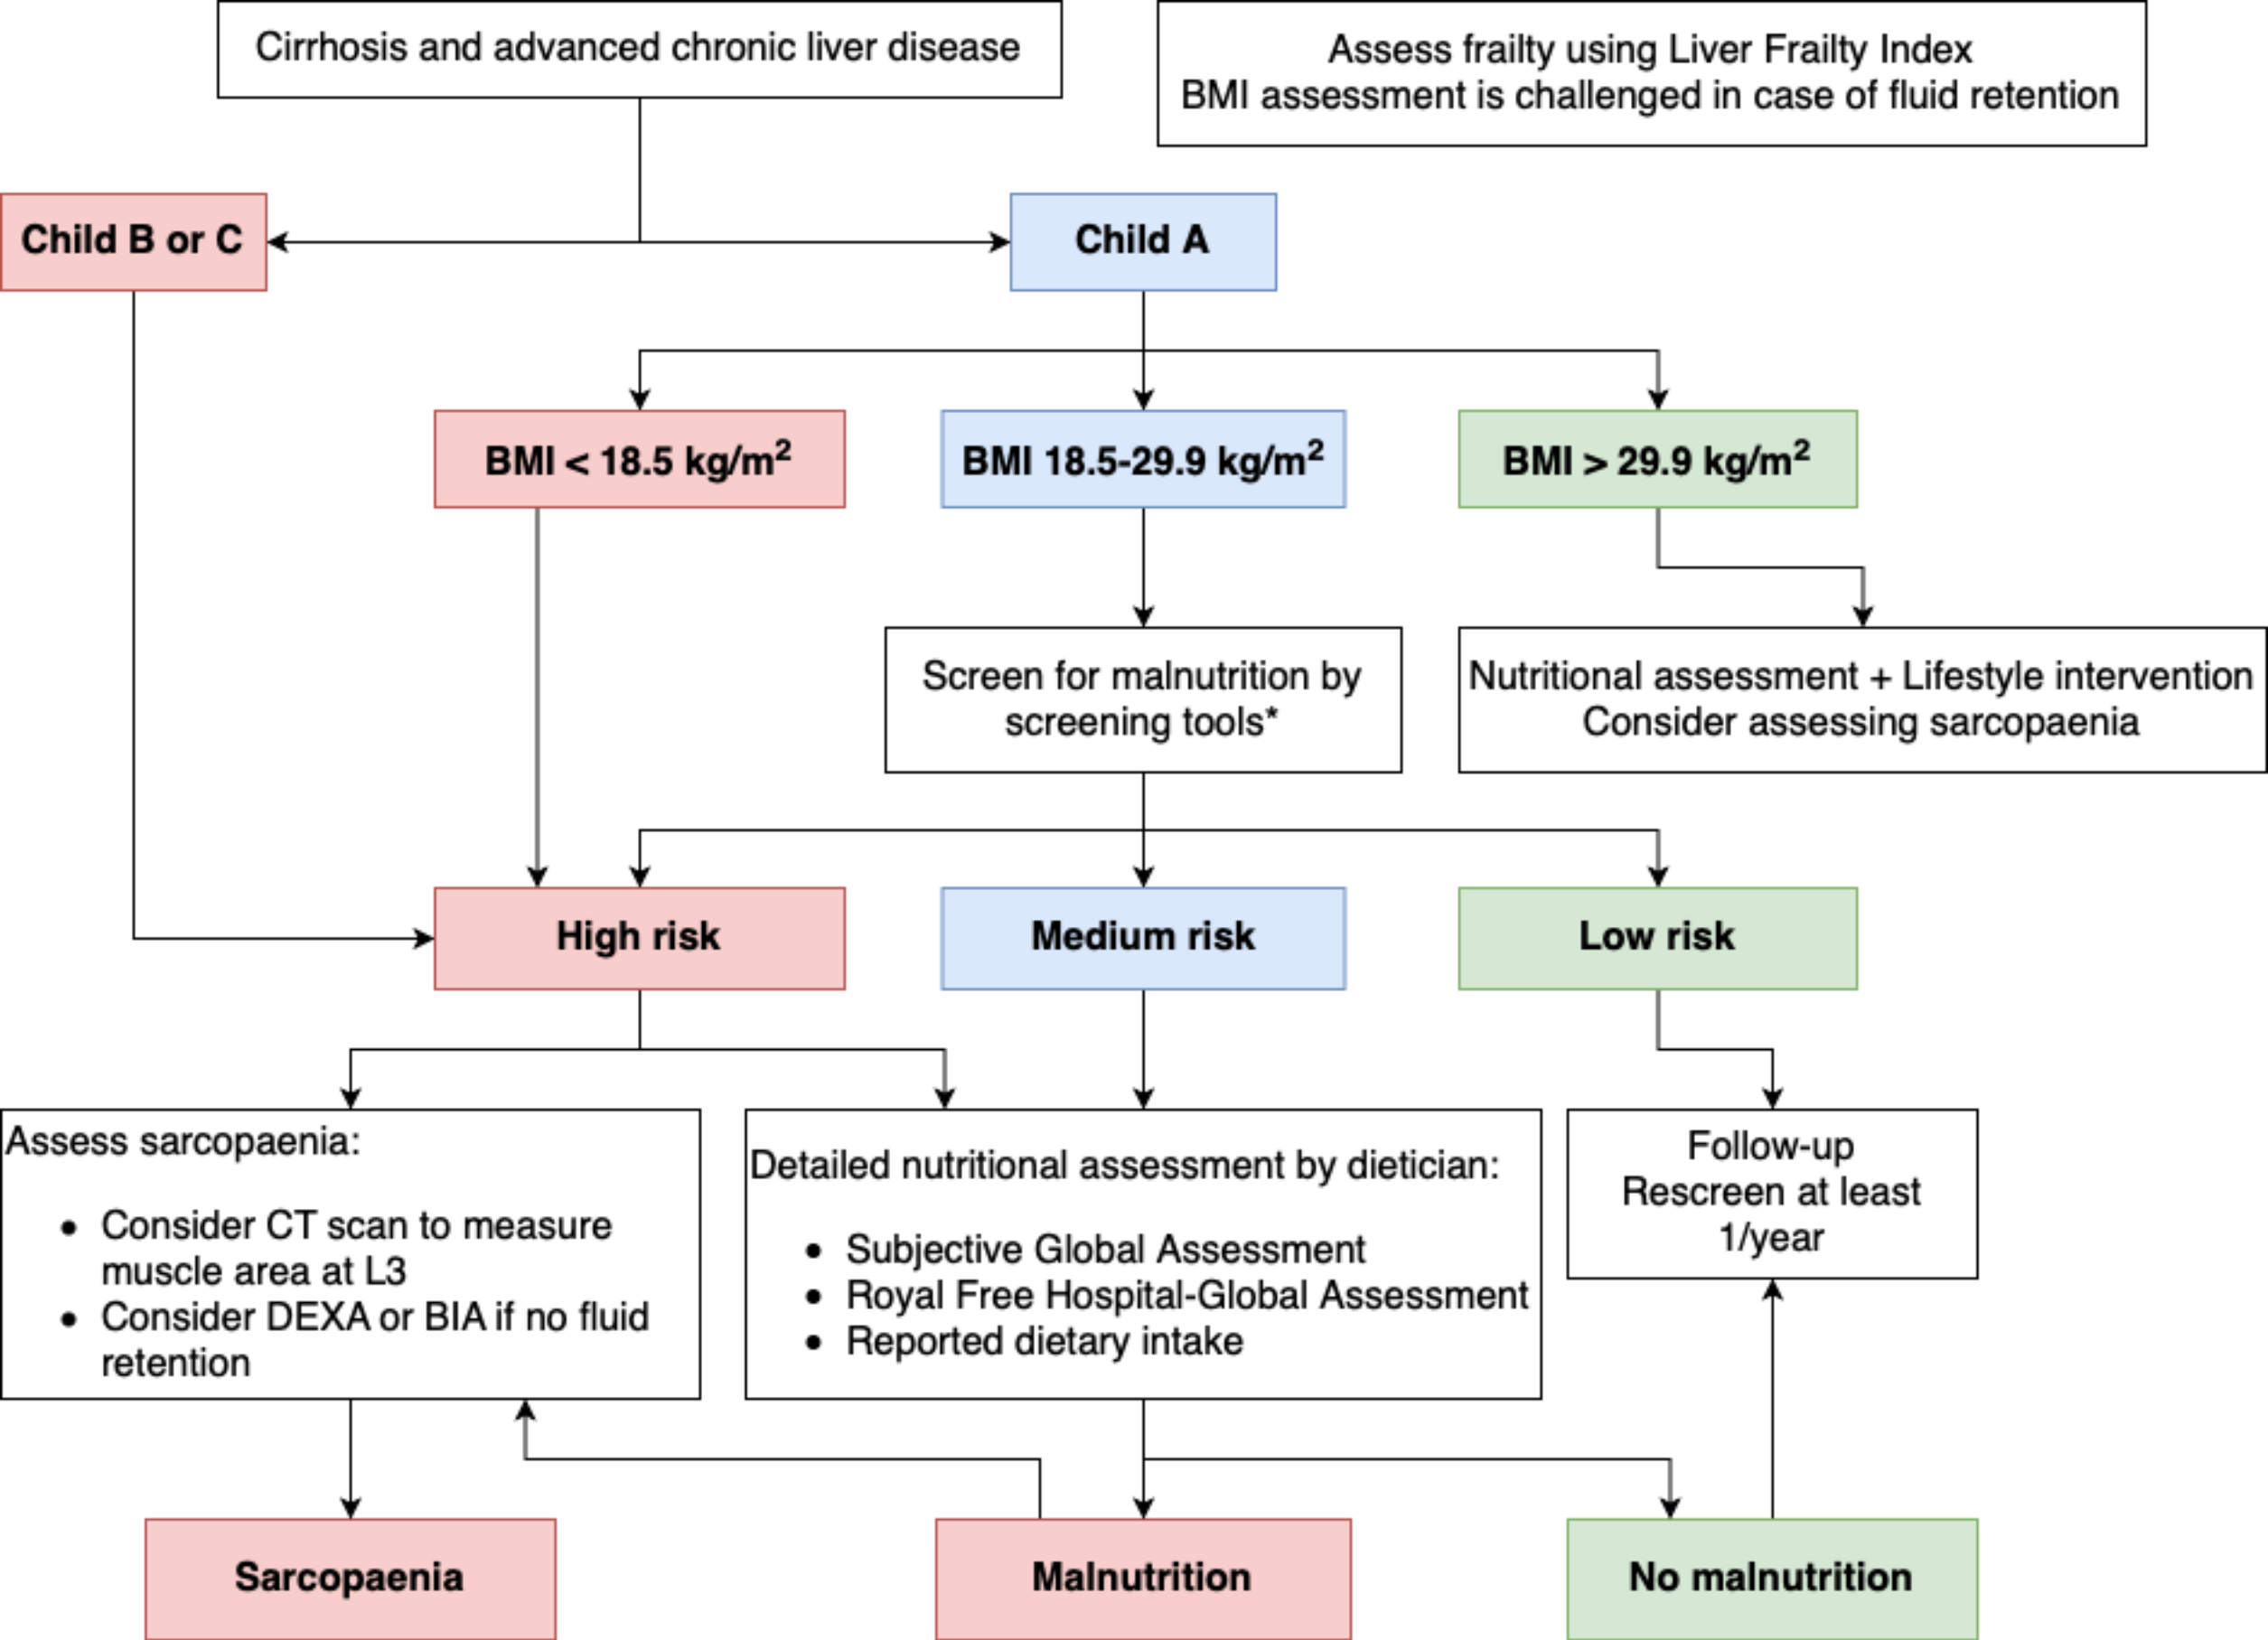 Cirrhosis and advanced chronic liver disease
Assess frailty using Liver Frailty Index
BMI assessment is challenged in case of fluid retention
Child B or C
Child A
BMI < 18.5 kg/m²
BMI 18.5-29.9 kg/m²
BMI > 29.9 kg/m²
Screen for malnutrition by
screening tools*
Nutritional assessment + Lifestyle intervention
Consider assessing sarcopaenia
High risk
Medium risk
Low risk
Assess sarcopaenia:
• Consider CT scan to measure
muscle area at L3
• Consider DEXA or BIA if no fluid
retention
Detailed nutritional assessment by dietician:
• Subjective Global Assessment
• Royal Free Hospital-Global Assessment
• Reported dietary intake
Follow-up
Rescreen at least
1/year
Sarcopaenia
Malnutrition
No malnutrition